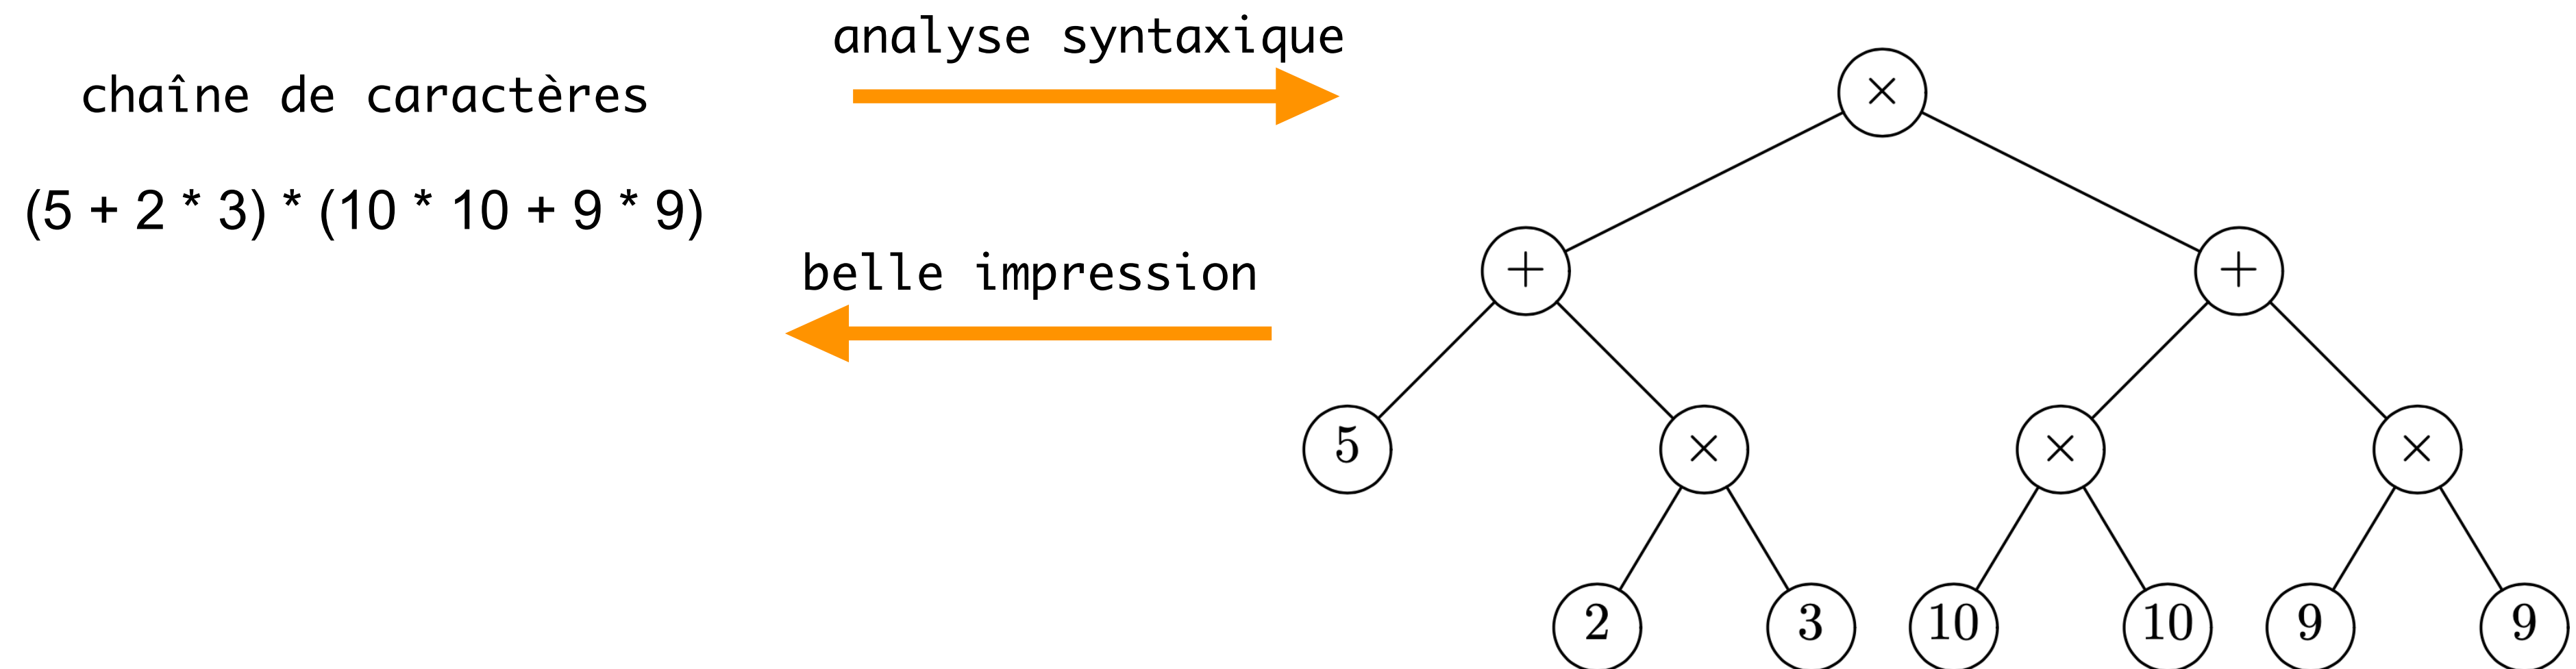 analyse syntaxique
chaîne de caractères
(5 + 2 * 3) * (10 * 10 + 9 * 9)
belle impression
×
+ +
5 × × ×
2 3 10 10 9 9